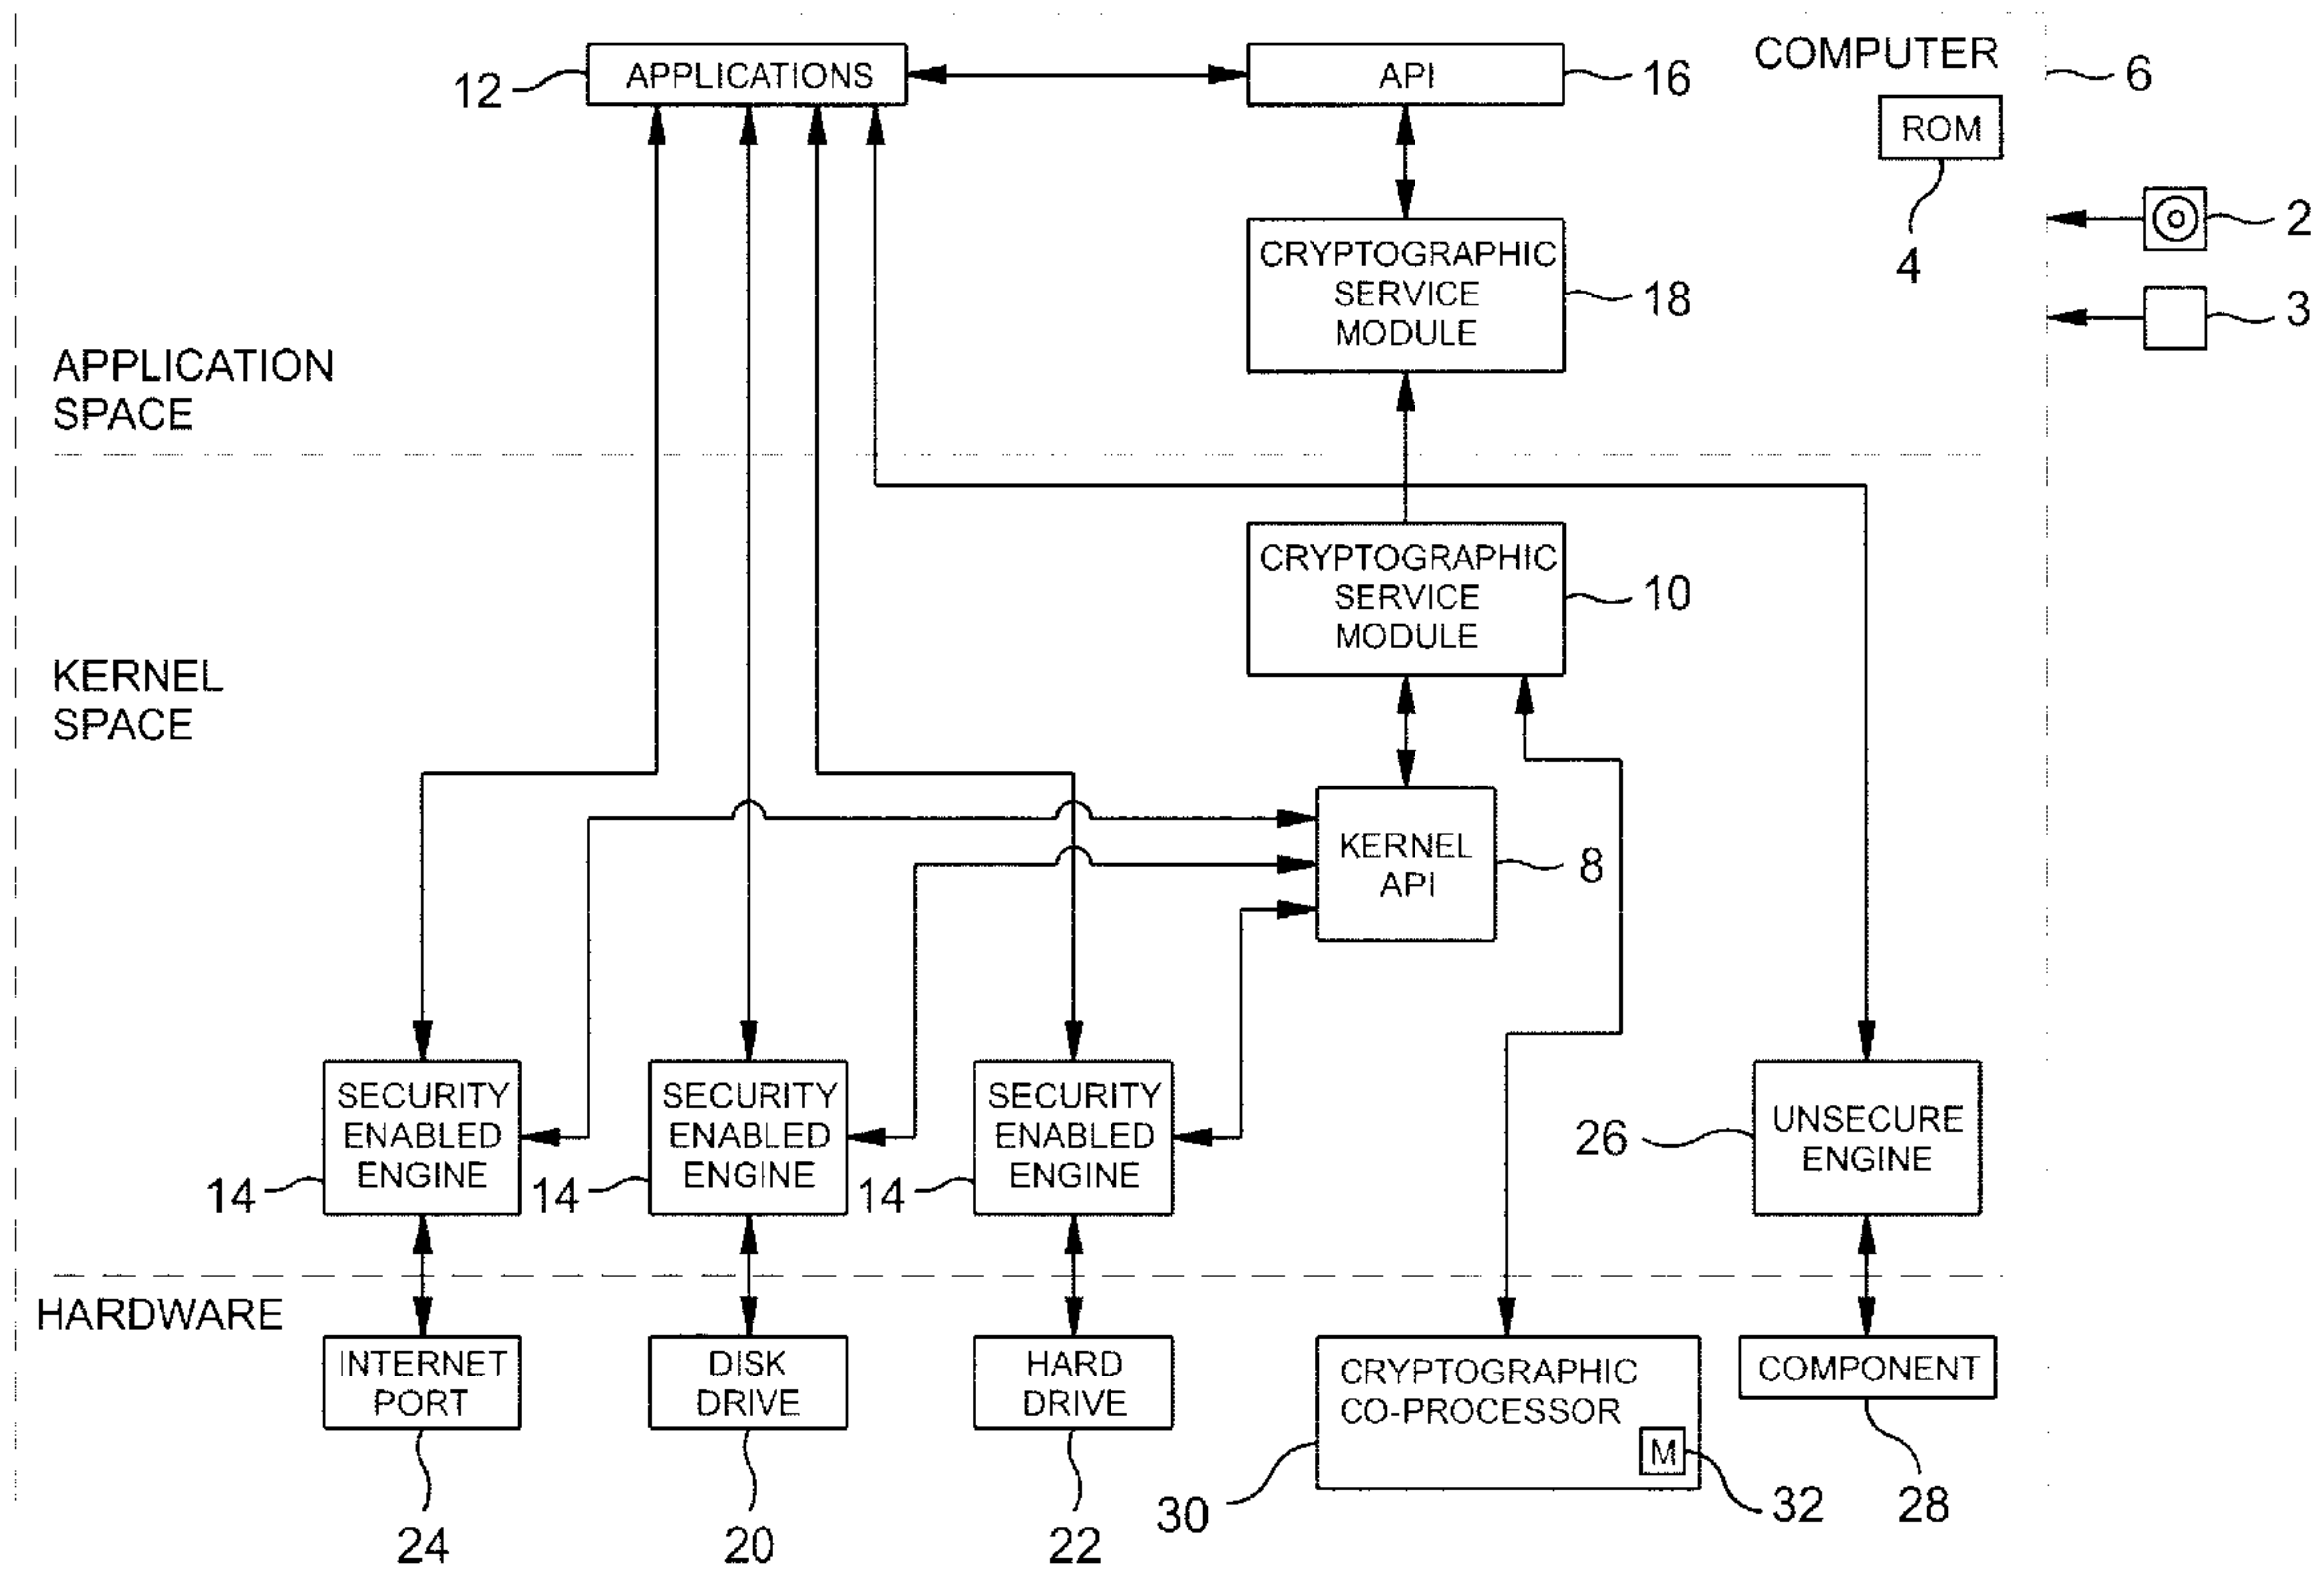 COMPUTER
6
12
APPLICATIONS
API
16
ROM
4
2
3
CRYPTOGRAPHIC
SERVICE
MODULE
18
APPLICATION
SPACE
CRYPTOGRAPHIC
SERVICE
MODULE
10
KERNEL
SPACE
KERNEL
API
8
SECURITY
ENABLED
ENGINE
14
SECURITY
ENABLED
ENGINE
14
SECURITY
ENABLED
ENGINE
14
26
UNSECURE
ENGINE
HARDWARE
INTERNET
PORT
24
DISK
DRIVE
20
HARD
DRIVE
22
CRYPTOGRAPHIC
CO-PROCESSOR
M
30
32
COMPONENT
28